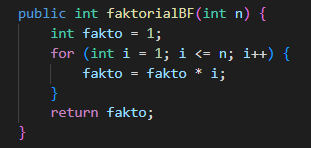 public int faktorialBF(int n) {
    int fakto = 1;
    for (int i = 1; i <= n; i++) {
        fakto = fakto * i;
    }
    return fakto;
}